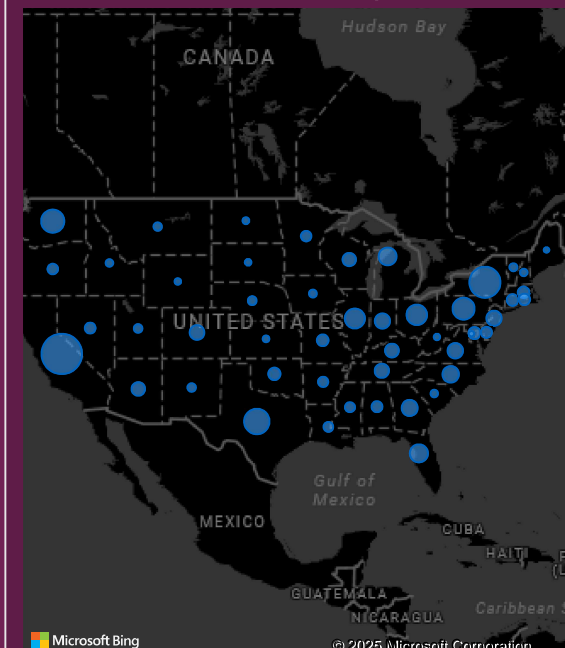 Hudson Bay
CANADA
UNITED STATES
Gulf of
Mexico
MEXICO
CUBA
HAITI
GUATEMALA
NICARAGUA
Caribbean S
Microsoft Bing
© 2025 Microsoft Corporation